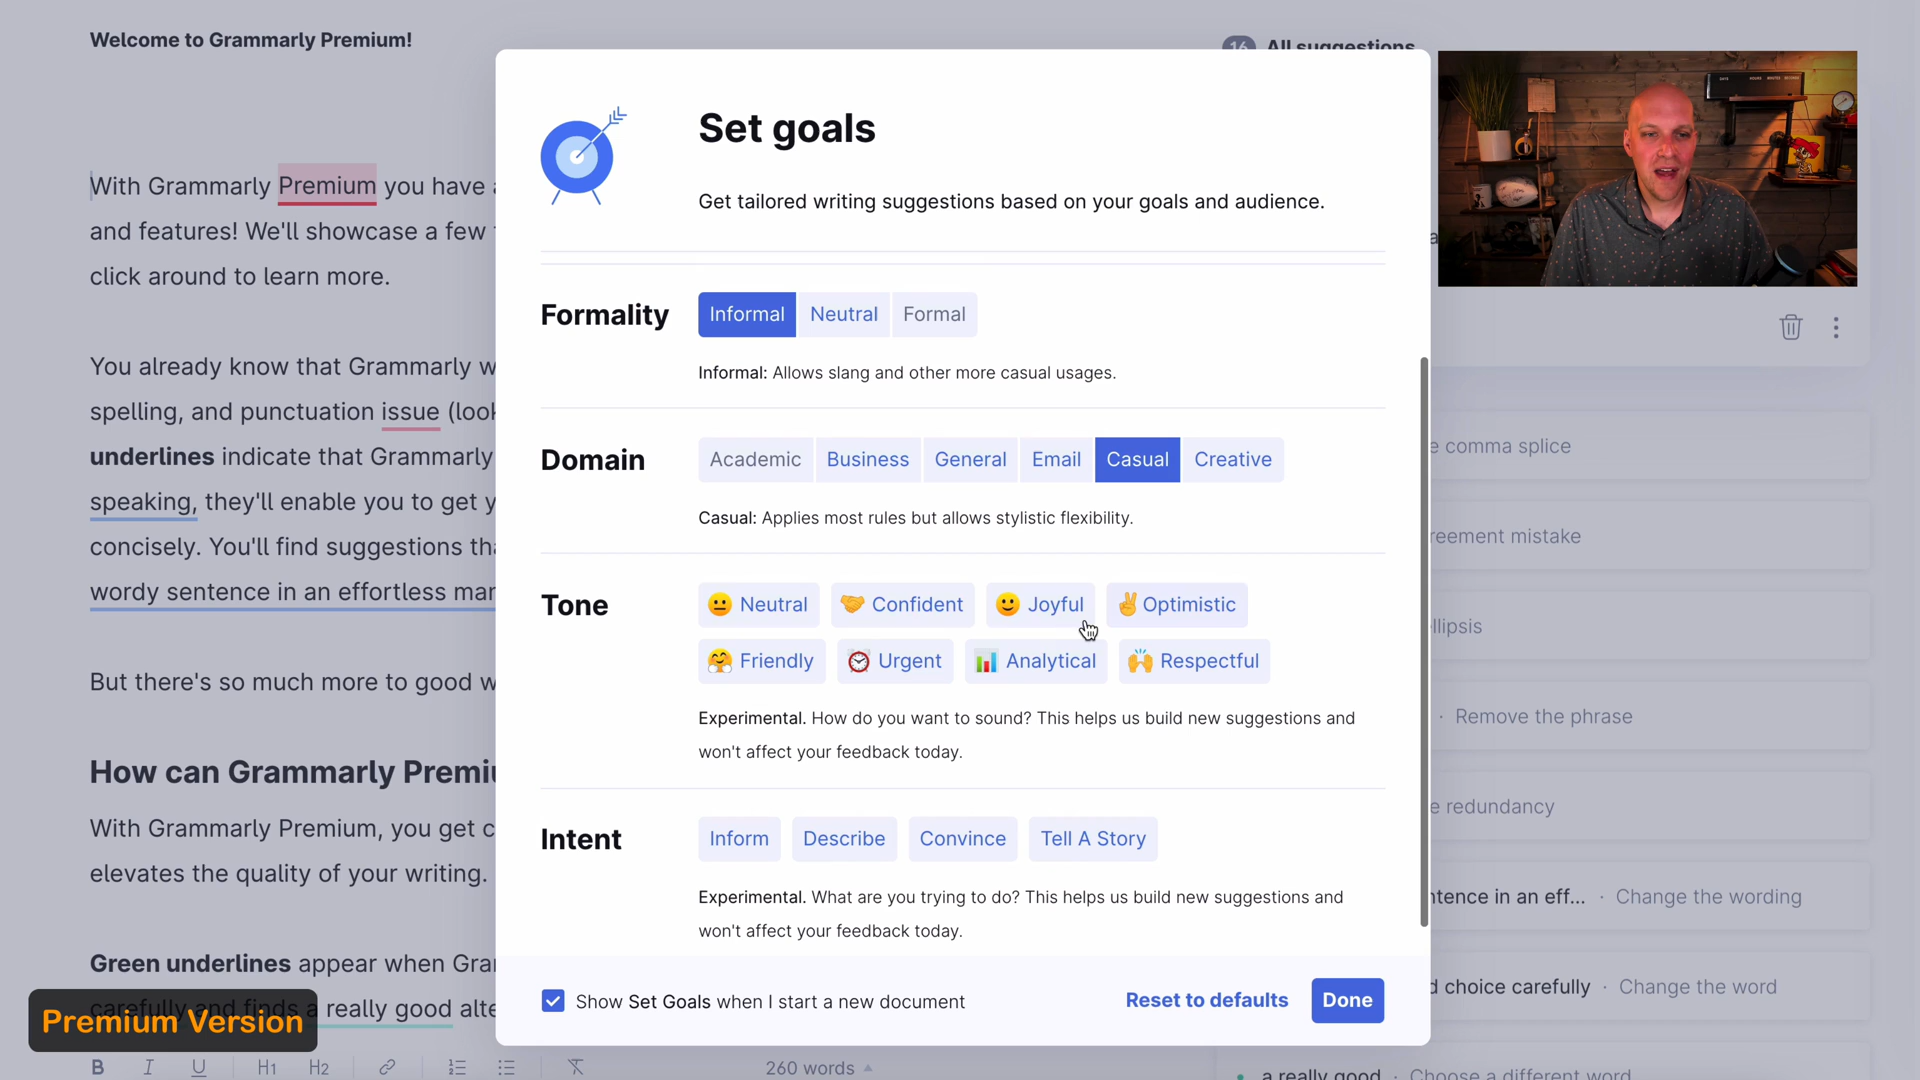 Welcome to Grammarly Premium!
With Grammarly Premium you have
and features! We'll showcase a few
click around to learn more.
You already know that Grammarly w
spelling, and punctuation issue (look
underlines indicate that Grammarly
speaking, they'll enable you to get y
concisely. You'll find suggestions tha
wordy sentence in an effortless man
But there's so much more to good w
How can Grammarly Premiu
With Grammarly Premium, you get c
elevates the quality of your writing.
Green underlines appear when Gra
carefully and finds a really good alte
Premium Version
B I U H1 H2
260 words
Set goals
Get tailored writing suggestions based on your goals and audience.
Formality Informal Neutral Formal
Informal: Allows slang and other more casual usages.
Domain Academic Business General Email Casual Creative
Casual: Applies most rules but allows stylistic flexibility.
Tone Neutral Confident Joyful Optimistic
Friendly Urgent Analytical Respectful
Experimental. How do you want to sound? This helps us build new suggestions and
won't affect your feedback today.
Intent Inform Describe Convince Tell A Story
Experimental. What are you trying to do? This helps us build new suggestions and
won't affect your feedback today.
Show Set Goals when I start a new document
Reset to defaults Done
16 All suggestions
e comma splice
reement mistake
llipsis
· Remove the phrase
e redundancy
ntence in an eff... · Change the wording
d choice carefully · Change the word
a really good · Choose a different word